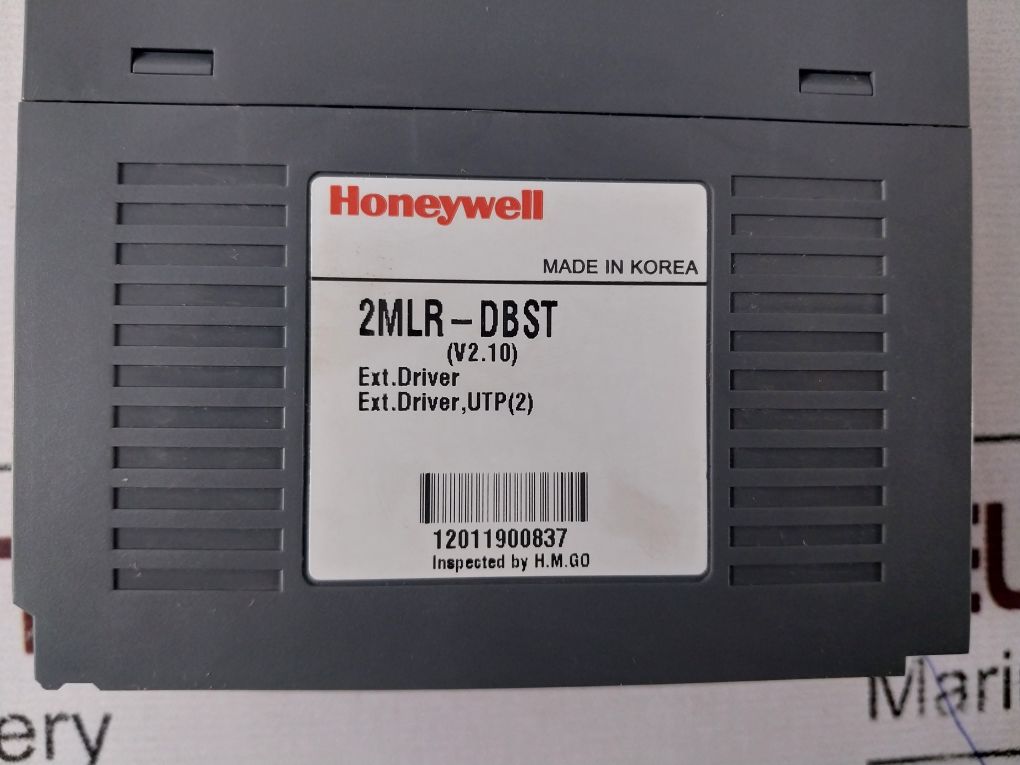 Honeywell
MADE IN KOREA
2MLR-DBST
(V2.10)
Ext.Driver
Ext.Driver,UTP(2)
12011900837
Inspected by H.M.GO
EU
ery
Mari